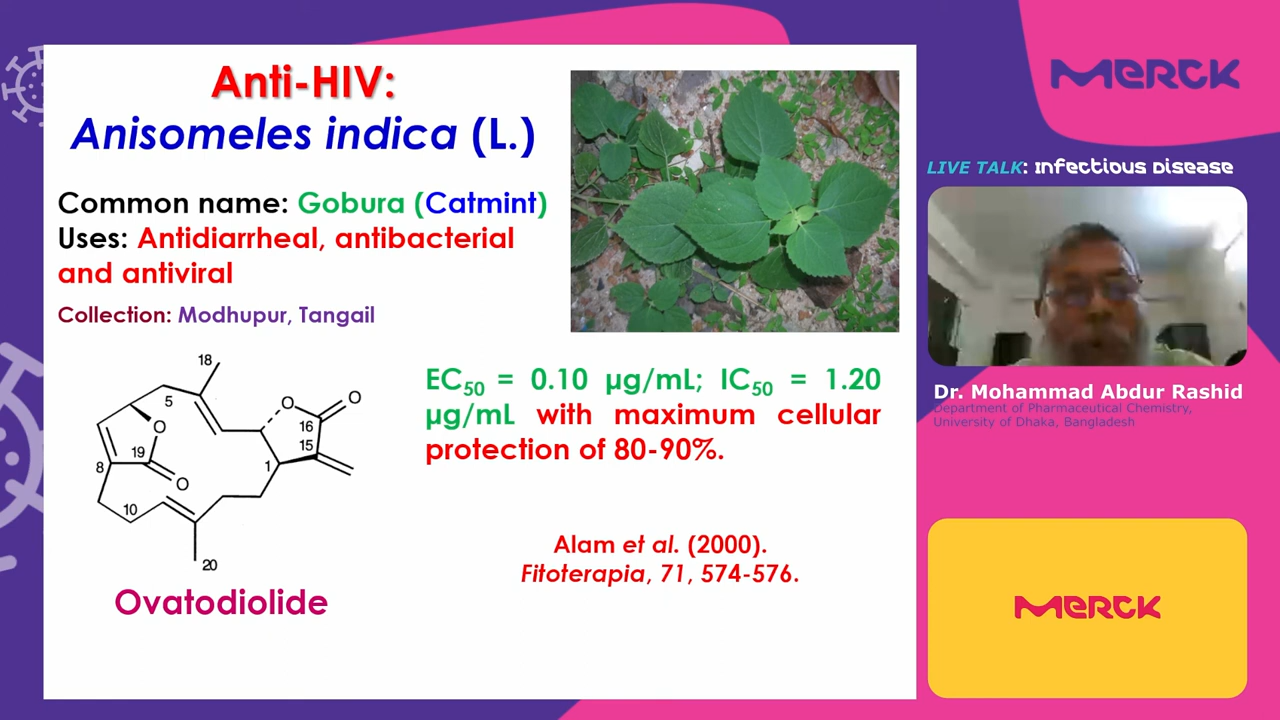 Anti-HIV:
Anisomeles indica (L.)
Common name: Gobura (Catmint)
Uses: Antidiarrheal, antibacterial
and antiviral
Collection: Modhupur, Tangail
18
5
O
O
O
16
19
15
8
1
O
10
20
Ovatodiolide
EC50 = 0.10 µg/mL; IC50 = 1.20
µg/mL with maximum cellular
protection of 80-90%.
Alam et al. (2000).
Fitoterapia, 71, 574-576.
MERCK
LIVE TALK: Infectious Disease
Dr. Mohammad Abdur Rashid
Department of Pharmaceutical Chemistry,
University of Dhaka, Bangladesh
MERCK